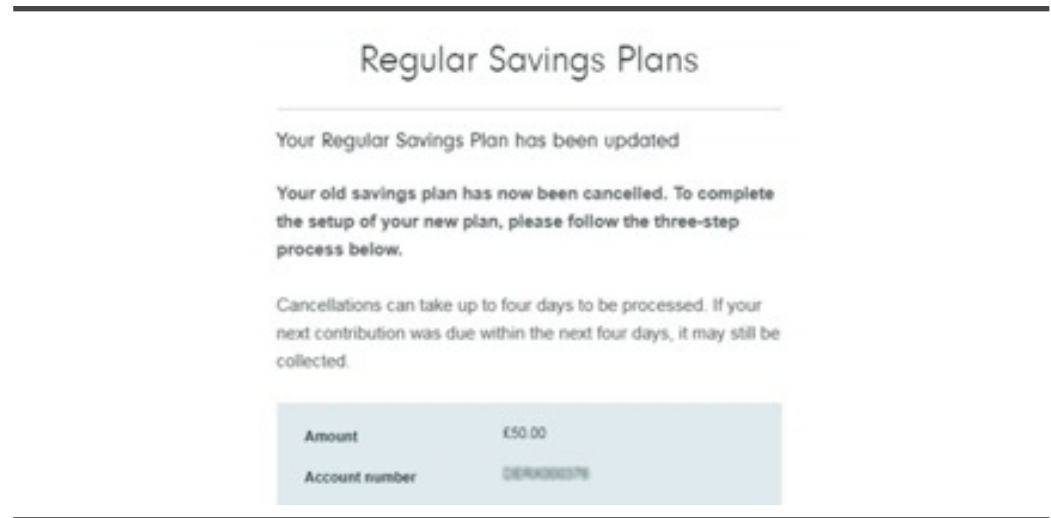 Regular Savings Plans
Your Regular Savings Plan has been updated
Your old savings plan has now been cancelled. To complete
the setup of your new plan, please follow the three-step
process below.
Cancellations can take up to four days to be processed. If your
next contribution was due within the next four days, it may still be
collected.
Amount £50.00
Account number